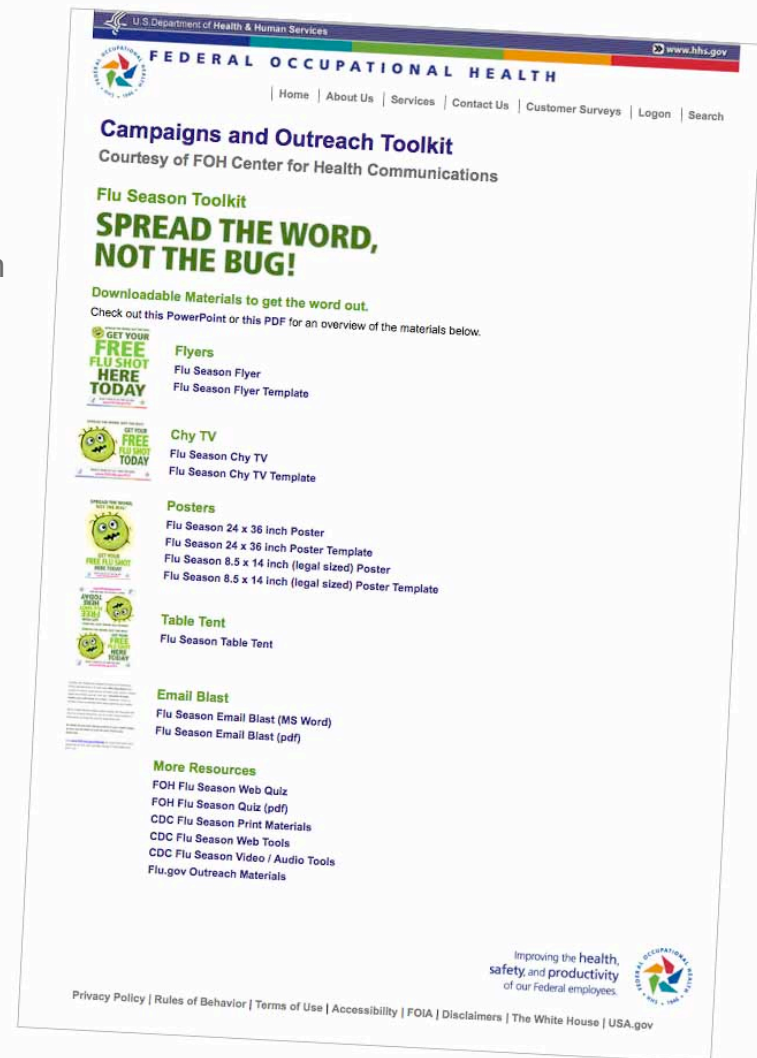 U.S. Department of Health & Human Services
www.hhs.gov
FEDERAL OCCUPATIONAL HEALTH
| Home | About Us | Services | Contact Us | Customer Surveys | Logon | Search
Campaigns and Outreach Toolkit
Courtesy of FOH Center for Health Communications
Flu Season Toolkit
SPREAD THE WORD,
NOT THE BUG!
n
Downloadable Materials to get the word out.
Check out this PowerPoint or this PDF for an overview of the materials below.
GET YOUR
FREE
FLU SHOT
HERE
TODAY
Flyers
Flu Season Flyer
Flu Season Flyer Template
GET YOUR
FREE
FLU SHOT
TODAY
Chy TV
Flu Season Chy TV
Flu Season Chy TV Template
SPREAD THE WORD,
NOT THE BUG!
GET YOUR
FREE FLU SHOT
HERE TODAY
Posters
Flu Season 24 x 36 inch Poster
Flu Season 24 x 36 inch Poster Template
Flu Season 8.5 x 14 inch (legal sized) Poster
Flu Season 8.5 x 14 inch (legal sized) Poster Template
FREE
HERE
TODAY
Table Tent
Flu Season Table Tent
Email Blast
Flu Season Email Blast (MS Word)
Flu Season Email Blast (pdf)
More Resources
FOH Flu Season Web Quiz
FOH Flu Season Quiz (pdf)
CDC Flu Season Print Materials
CDC Flu Season Web Tools
CDC Flu Season Video / Audio Tools
Flu.gov Outreach Materials
Improving the health,
safety, and productivity
of our Federal employees.
Privacy Policy | Rules of Behavior | Terms of Use | Accessibility | FOIA | Disclaimers | The White House | USA.gov